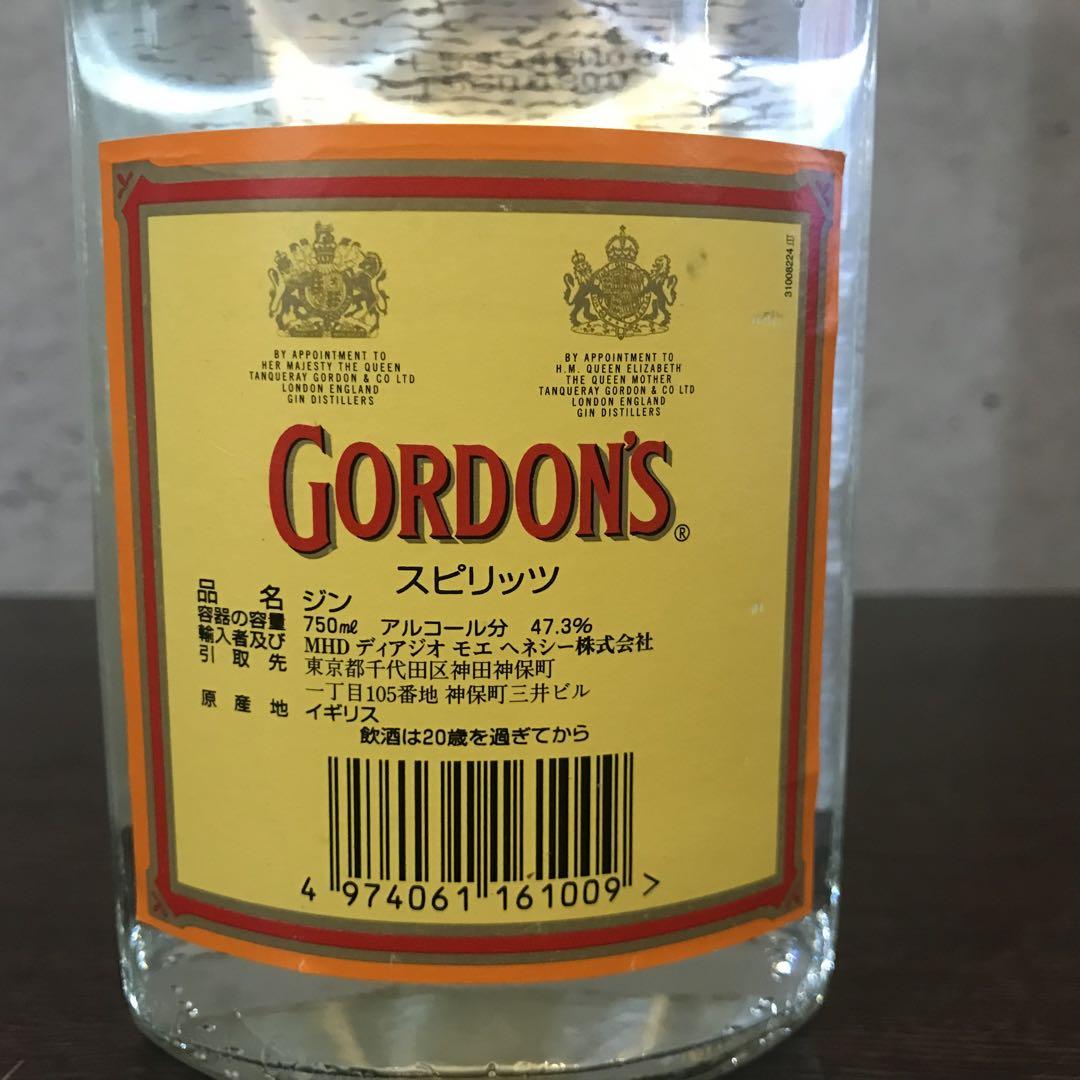 31008224
BY APPOINTMENT TO
HER MAJESTY THE QUEEN
TANQUERAY GORDON & CO LTD
LONDON ENGLAND
GIN DISTILLERS
BY APPOINTMENT TO
H.M. QUEEN ELIZABETH
THE QUEEN MOTHER
TANQUERAY GORDON & CO LTD
LONDON ENGLAND
GIN DISTILLERS
GORDON'S®
スピリッツ
品名 ジン
容器の容量 750㎖ アルコール分 47.3%
輸入者及び MHD ディアジオ モエ ヘネシー株式会社
引取先 東京都千代田区神田神保町
一丁目105番地 神保町三井ビル
原産地 イギリス
飲酒は20歳を過ぎてから
4 974061 161009 >